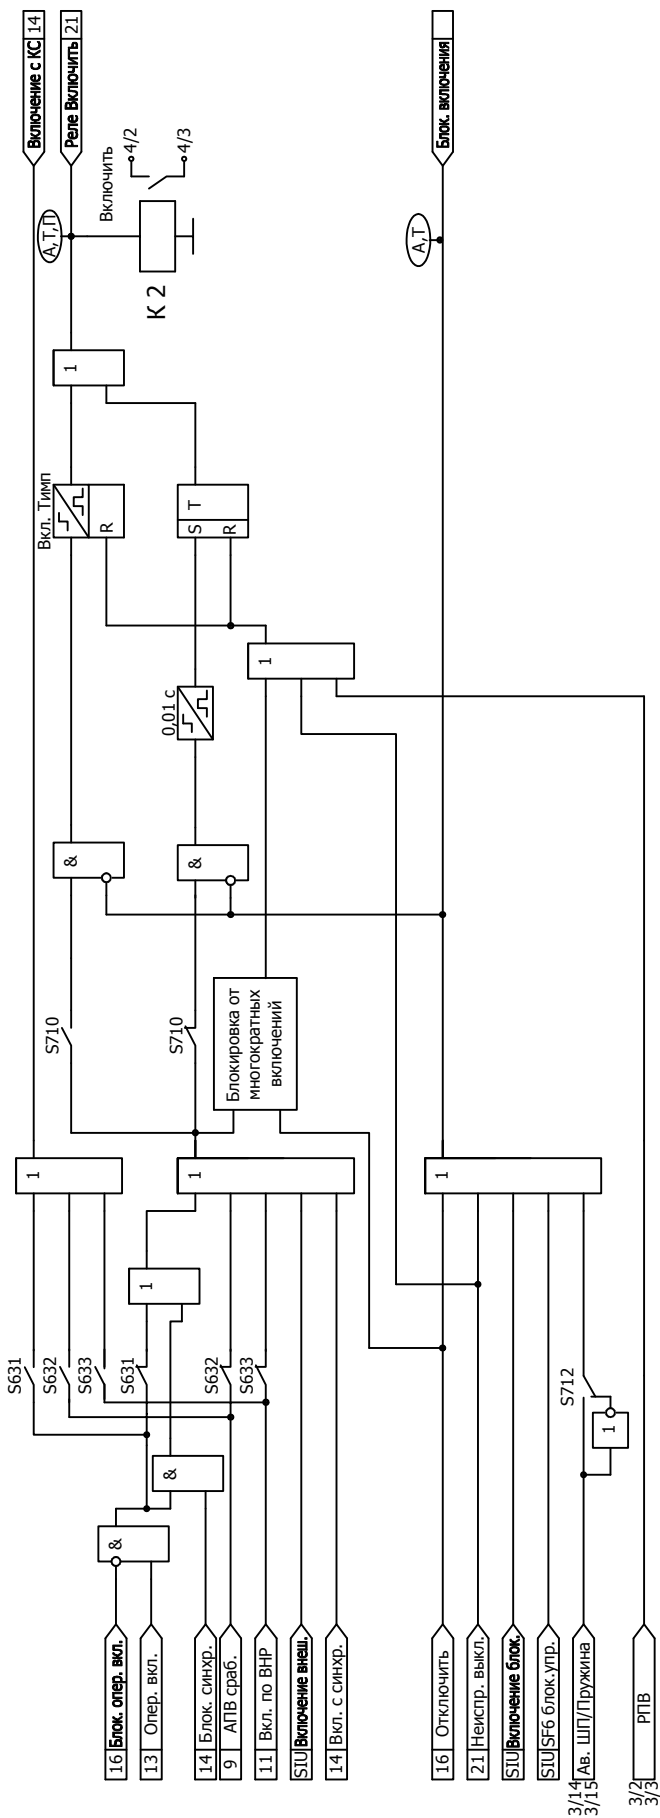 Включение с КС 14
Реле Включить 21
А,Т,П
Включить
4/2
4/3
К 2
1
Вкл. Тимп
R
S T
R
1
0,01 с
&
&
S710
S710
Блокировка от
многократных
включений
Блок. включения
А,Т
1
1
1
1
S631
S632
S633
S631
S632
S633
&
&
S712
1
16 Блок. опер. вкл.
13 Опер. вкл.
14 Блок. синхр.
9 АПВ сраб.
11 Вкл. по ВНР
SIU Включение внеш.
14 Вкл. с синхр.
16 Отключить
21 Неиспр. выкл.
SIU Включение блок.
SIU SF6 блок.упр.
3/14
3/15
Ав. ШП/Пружина
3/2
3/3
РПВ